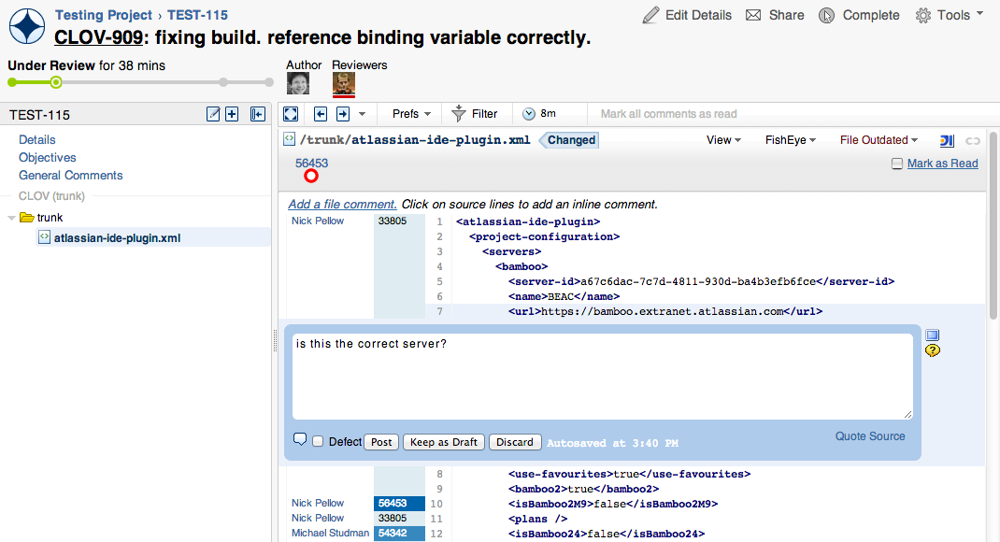 Testing Project › TEST-115
Edit Details Share Complete Tools
CLOV-909: fixing build. reference binding variable correctly.
Under Review for 38 mins
Author Reviewers
TEST-115
Prefs Filter 8m Mark all comments as read
Details
Objectives
General Comments
CLOV (trunk)
trunk
atlassian-ide-plugin.xml
/trunk/atlassian-ide-plugin.xml Changed View FishEye File Outdated
56453
Mark as Read
Add a file comment. Click on source lines to add an inline comment.
Nick Pellow 33805 1 <atlassian-ide-plugin>
2 <project-configuration>
3 <servers>
4 <bamboo>
5 <server-id>a67c6dac-7c7d-4811-930d-ba4b3efb6fce</server-id>
6 <name>BEAC</name>
7 <url>https://bamboo.extranet.atlassian.com</url>
is this the correct server?
Defect Post Keep as Draft Discard Autosaved at 3:40 PM Quote Source
8 <use-favourites>true</use-favourites>
9 <bamboo2>true</bamboo2>
Nick Pellow 56453 10 <isBamboo2M9>false</isBamboo2M9>
Nick Pellow 33805 11 <plans />
Michael Studman 54342 12 <isBamboo24>false</isBamboo24>